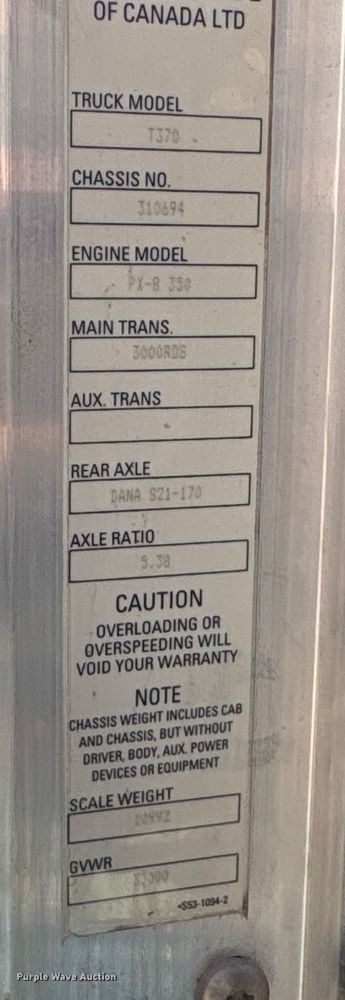 OF CANADA LTD
TRUCK MODEL
T370
CHASSIS NO.
310694
ENGINE MODEL
PX-8 350
MAIN TRANS.
3000RDS
AUX. TRANS
REAR AXLE
DANA S21-170
AXLE RATIO
5.38
CAUTION
OVERLOADING OR
OVERSPEEDING WILL
VOID YOUR WARRANTY
NOTE
CHASSIS WEIGHT INCLUDES CAB
AND CHASSIS, BUT WITHOUT
DRIVER, BODY, AUX. POWER
DEVICES OR EQUIPMENT
SCALE WEIGHT
GVWR
S53-1094-2
Purple Wave Auction